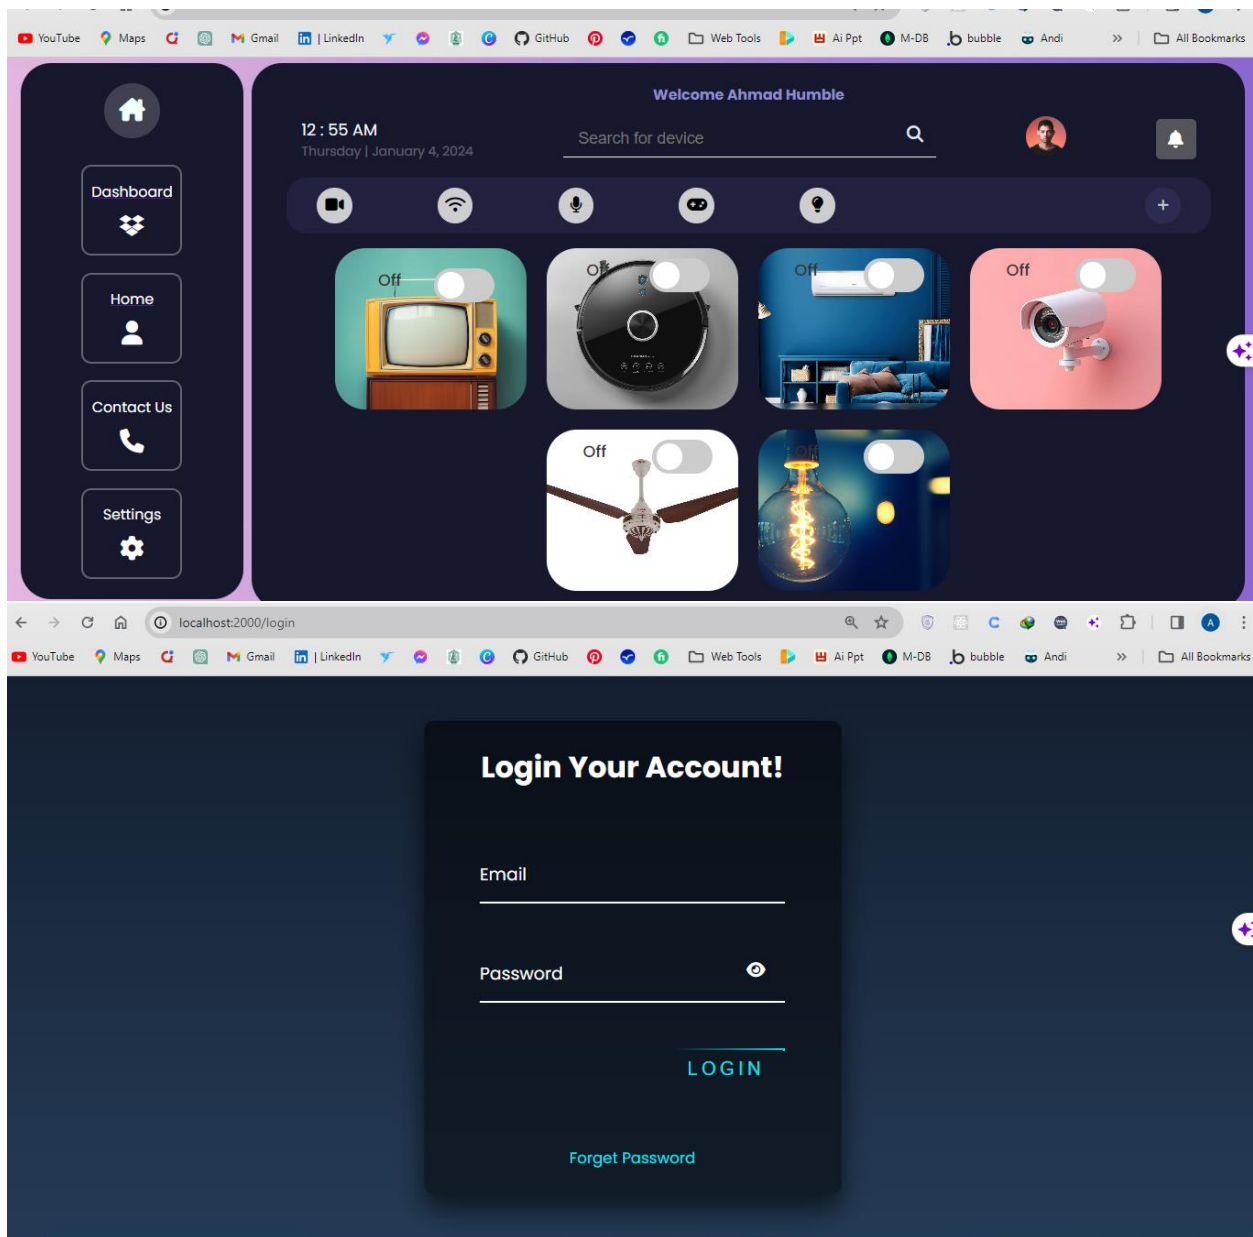 YouTube Maps Gmail | LinkedIn GitHub Web Tools Ai Ppt M-DB bubble Andi » All Bookmarks
Welcome Ahmad Humble
12 : 55 AM
Thursday | January 4, 2024
Search for device
Dashboard
Home
Contact Us
Settings
Off
Off
Off
Off
Off
Off
localhost:2000/login
YouTube Maps Gmail | LinkedIn GitHub Web Tools Ai Ppt M-DB bubble Andi » All Bookmarks
Login Your Account!
Email
Password
LOGIN
Forget Password